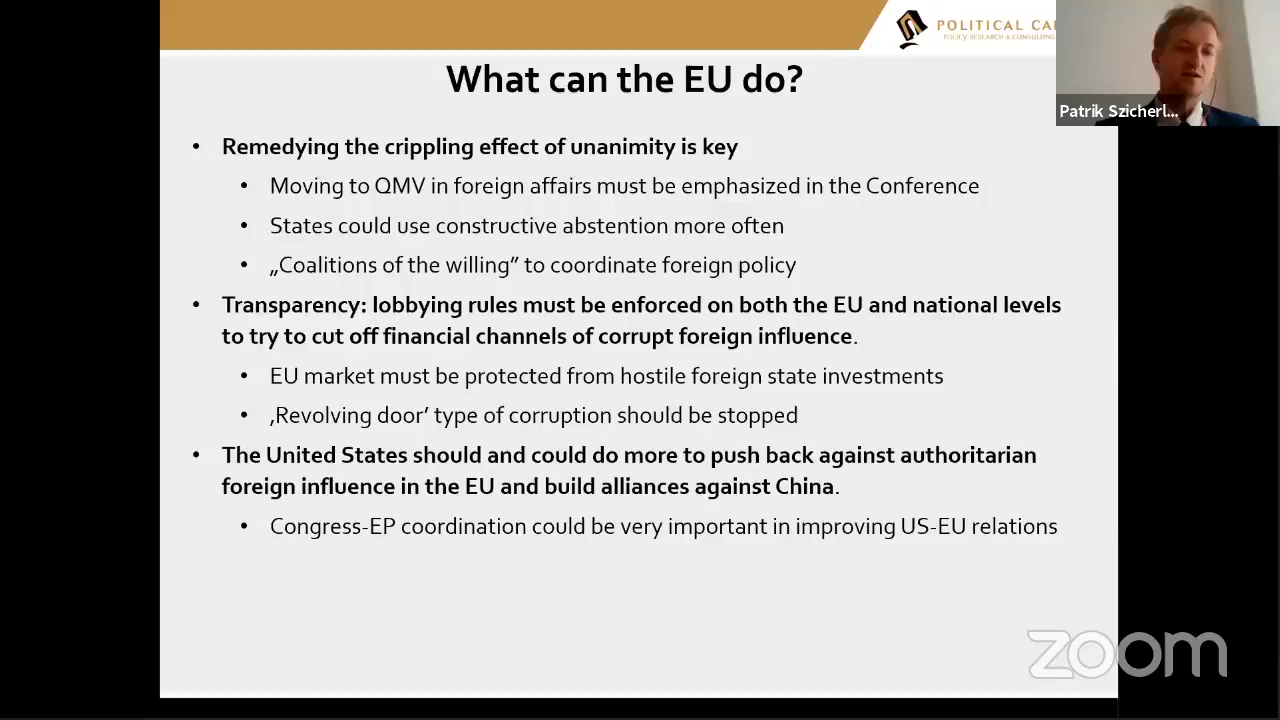 POLITICAL CA
POLICY RESEARCH & CONSULTING
What can the EU do?
Patrik Szicherl...
• Remedying the crippling effect of unanimity is key
• Moving to QMV in foreign affairs must be emphasized in the Conference
• States could use constructive abstention more often
• „Coalitions of the willing” to coordinate foreign policy
• Transparency: lobbying rules must be enforced on both the EU and national levels
to try to cut off financial channels of corrupt foreign influence.
• EU market must be protected from hostile foreign state investments
• ‚Revolving door’ type of corruption should be stopped
• The United States should and could do more to push back against authoritarian
foreign influence in the EU and build alliances against China.
• Congress-EP coordination could be very important in improving US-EU relations
zoom